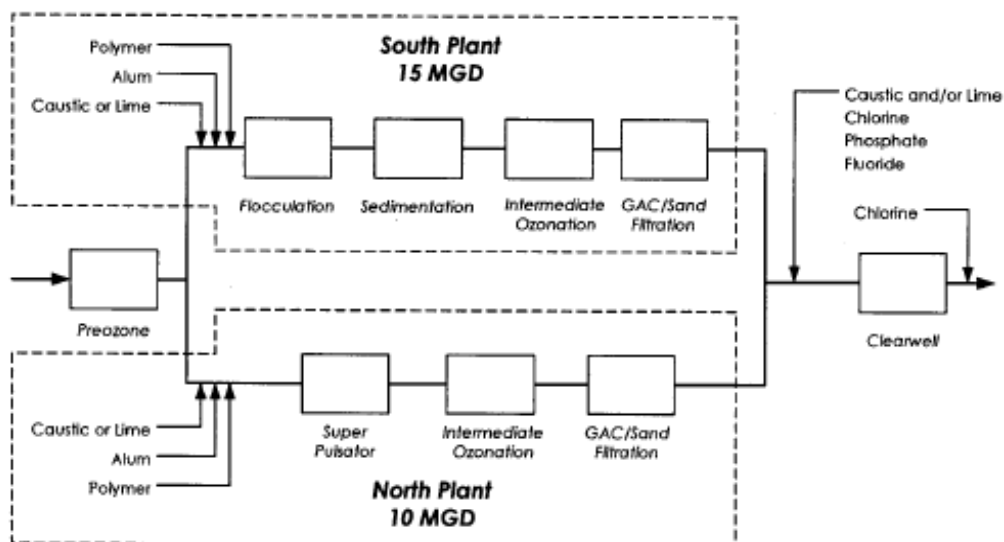 South Plant
15 MGD
Polymer
Alum
Caustic or Lime
Flocculation
Sedimentation
Intermediate
Ozonation
GAC/Sand
Filtration
Caustic and/or Lime
Chlorine
Phosphate
Fluoride
Chlorine
Preozone
Clearwell
Caustic or Lime
Alum
Polymer
Super
Pulsator
Intermediate
Ozonation
GAC/Sand
Filtration
North Plant
10 MGD